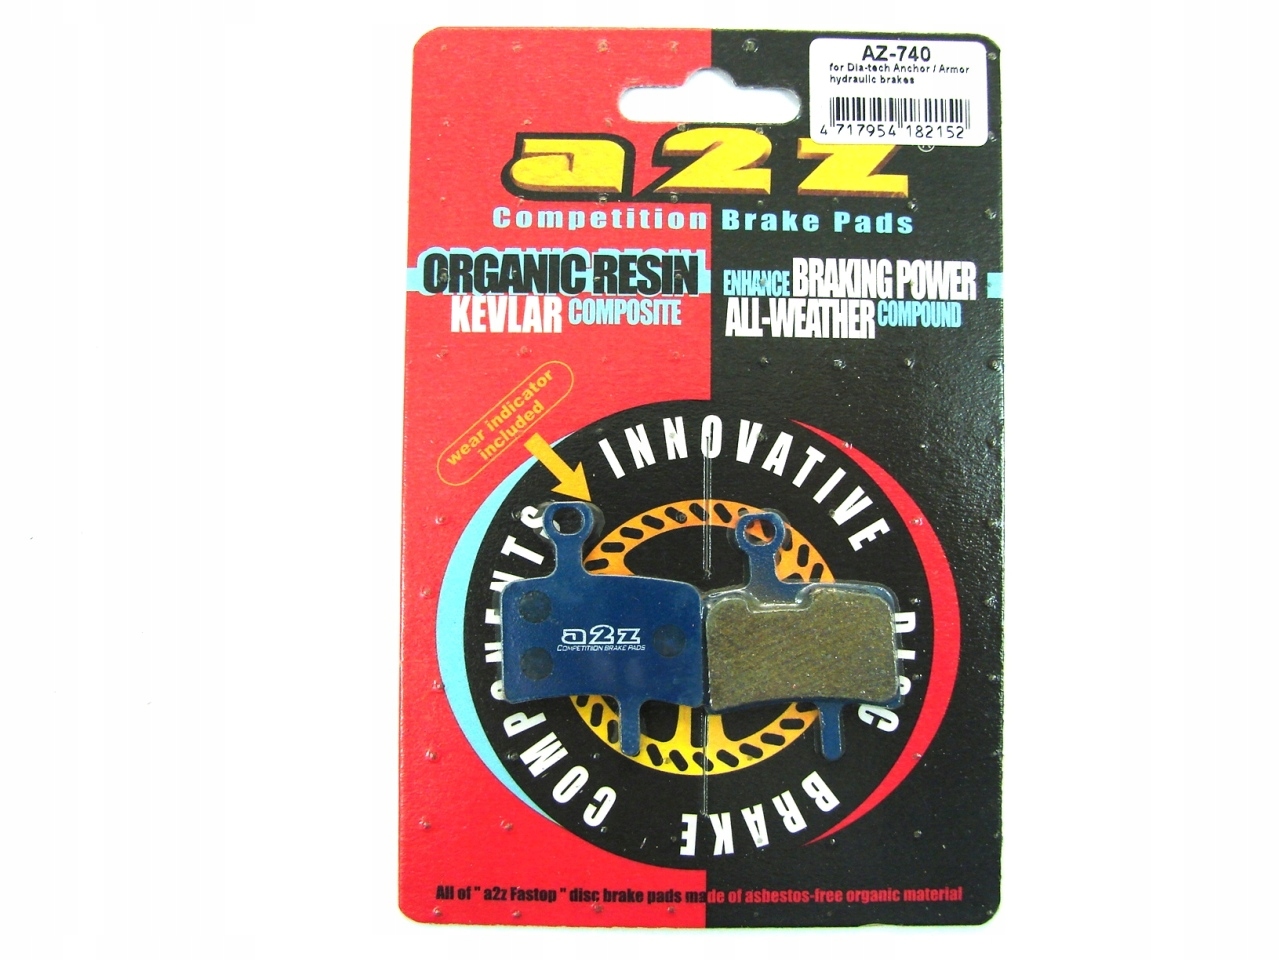 AZ-740
for Dia-tech Anchor / Armor
hydraulic brakes
4 717954 182152
a2z®
Competition Brake Pads
ORGANIC RESIN
KEVLAR COMPOSITE
ENHANCE BRAKING POWER
ALL-WEATHER COMPOUND
wear indicator
included
INNOVATIVE DISC BRAKE COMPONENTS
a2z
COMPETITION BRAKE PADS
All of " a2z Fastop " disc brake pads made of asbestos-free organic material